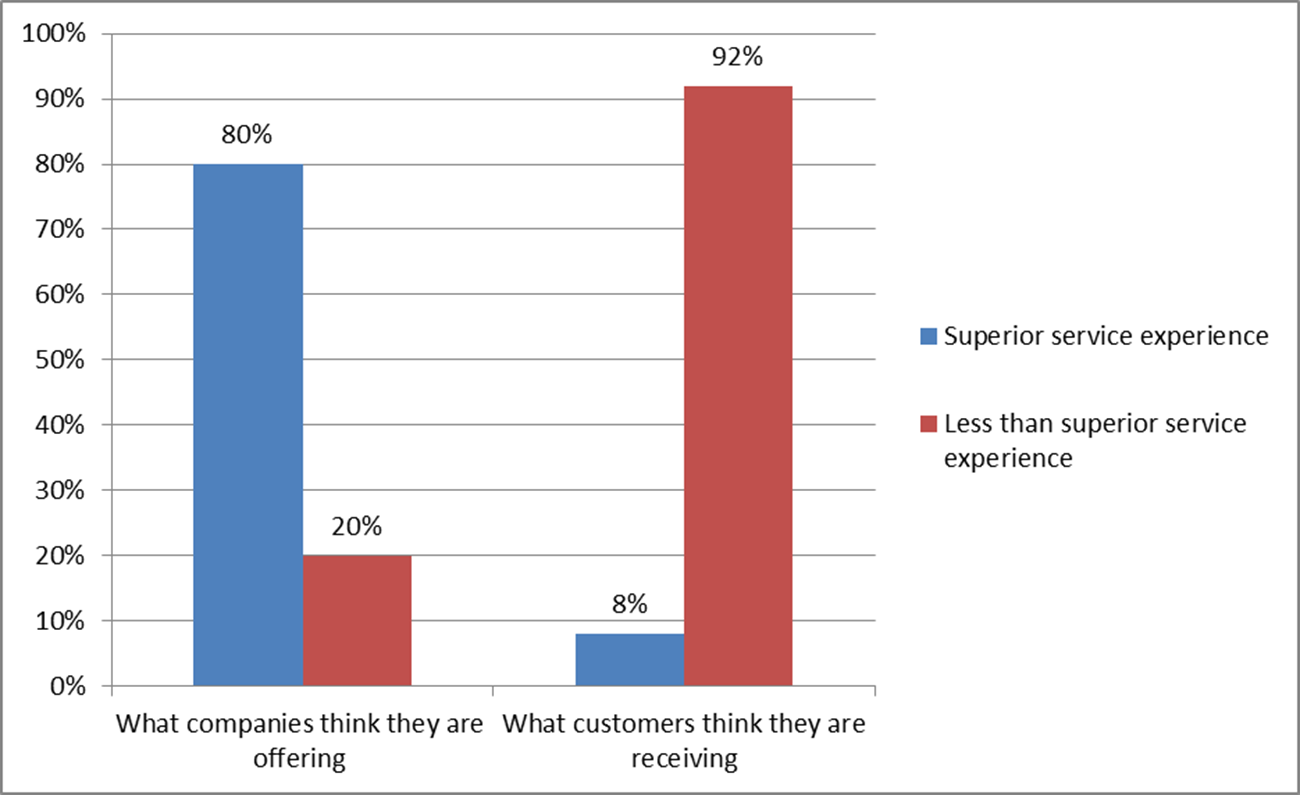 100%
90%
80%
70%
60%
50%
40%
30%
20%
10%
0%
80%
20%
8%
92%
What companies think they are
offering
What customers think they are
receiving
Superior service experience
Less than superior service
experience